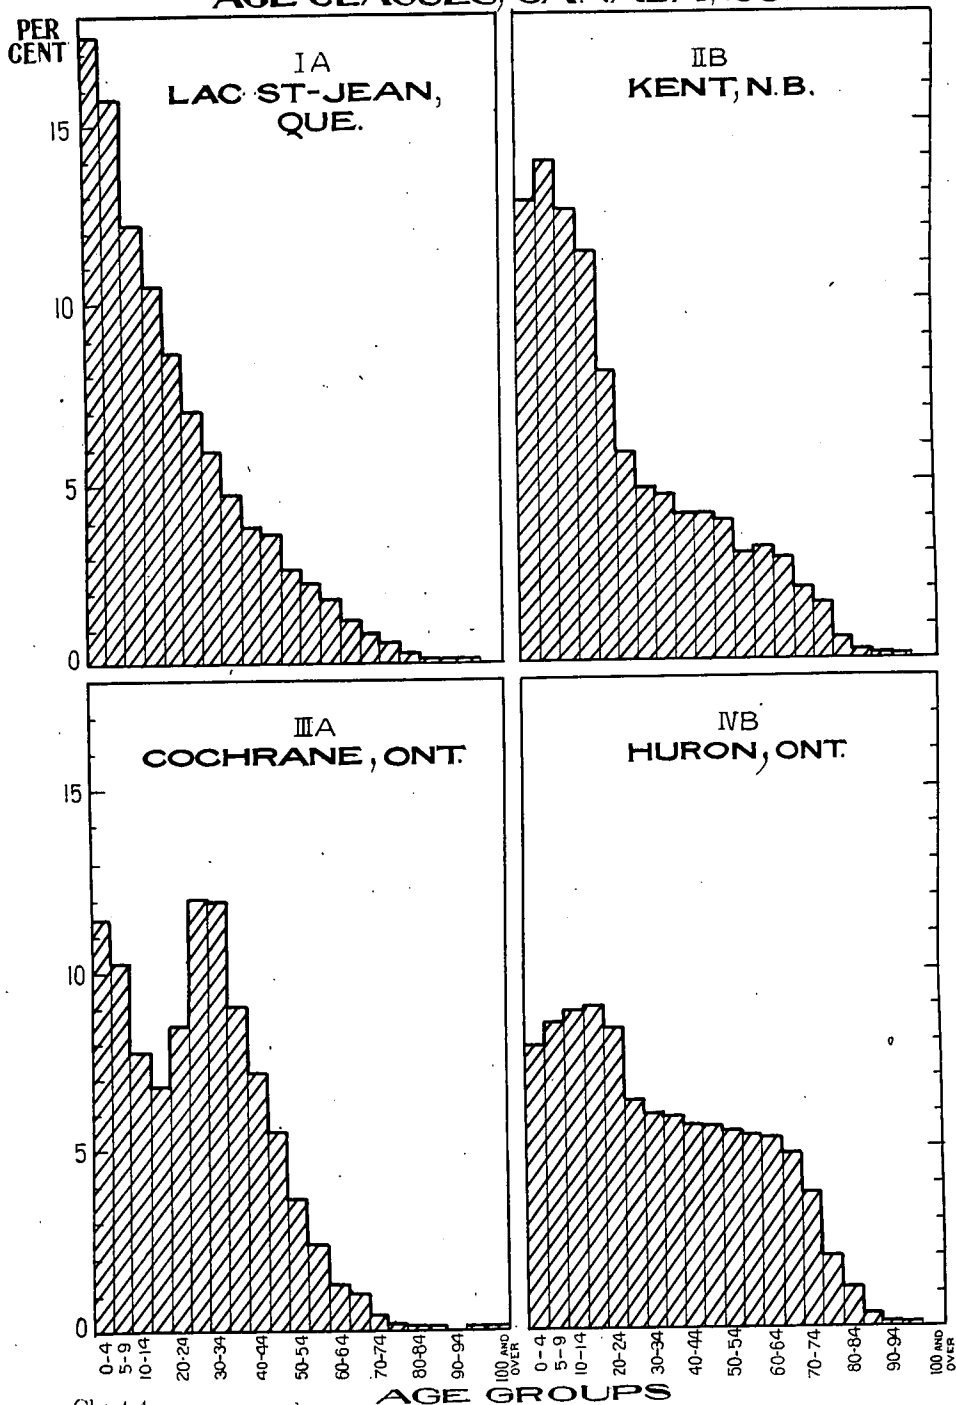 AGE CLASSES, CANADA,
PER
CENT
IA
LAC ST-JEAN,
QUE.
15
10
5
0
IIB
KENT, N.B.
IIIA
COCHRANE, ONT.
15
10
5
0
IVB
HURON, ONT.
0-4
5-9
10-14
20-24
30-34
40-44
50-54
60-64
70-74
80-84
90-94
100 AND
OVER
0-4
5-9
10-14
20-24
30-34
40-44
50-54
60-64
70-74
80-84
90-94
100 AND
OVER
AGE GROUPS